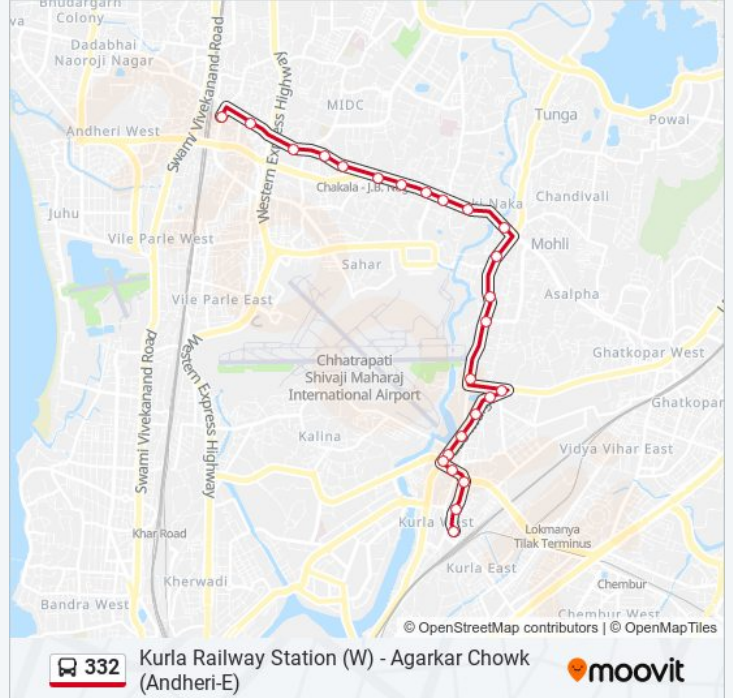 Bhudargarh
Colony
Dadabhai
Naoroji Nagar
Swami Vivekanand Road
Western Express Highway
MIDC
Tunga
Powai
Andheri West
Chakala - J.B.
Naka
Chandivali
Juhu
Vile Parle West
Mohli
Sahar
Asalpha
Vile Parle East
Western Express Highway
Swami Vivekanand Road
Chhatrapati
Shivaji Maharaj
International Airport
Ghatkopar West
Ghatkopar
Kalina
Vidya Vihar East
Khar Road
Kurla West
Lokmanya
Tilak Terminus
Kurla East
Kherwadi
Chembur
Bandra West
Chembur West
© OpenStreetMap contributors | © OpenMapTiles
332
Kurla Railway Station (W) - Agarkar Chowk
(Andheri-E)
moovit